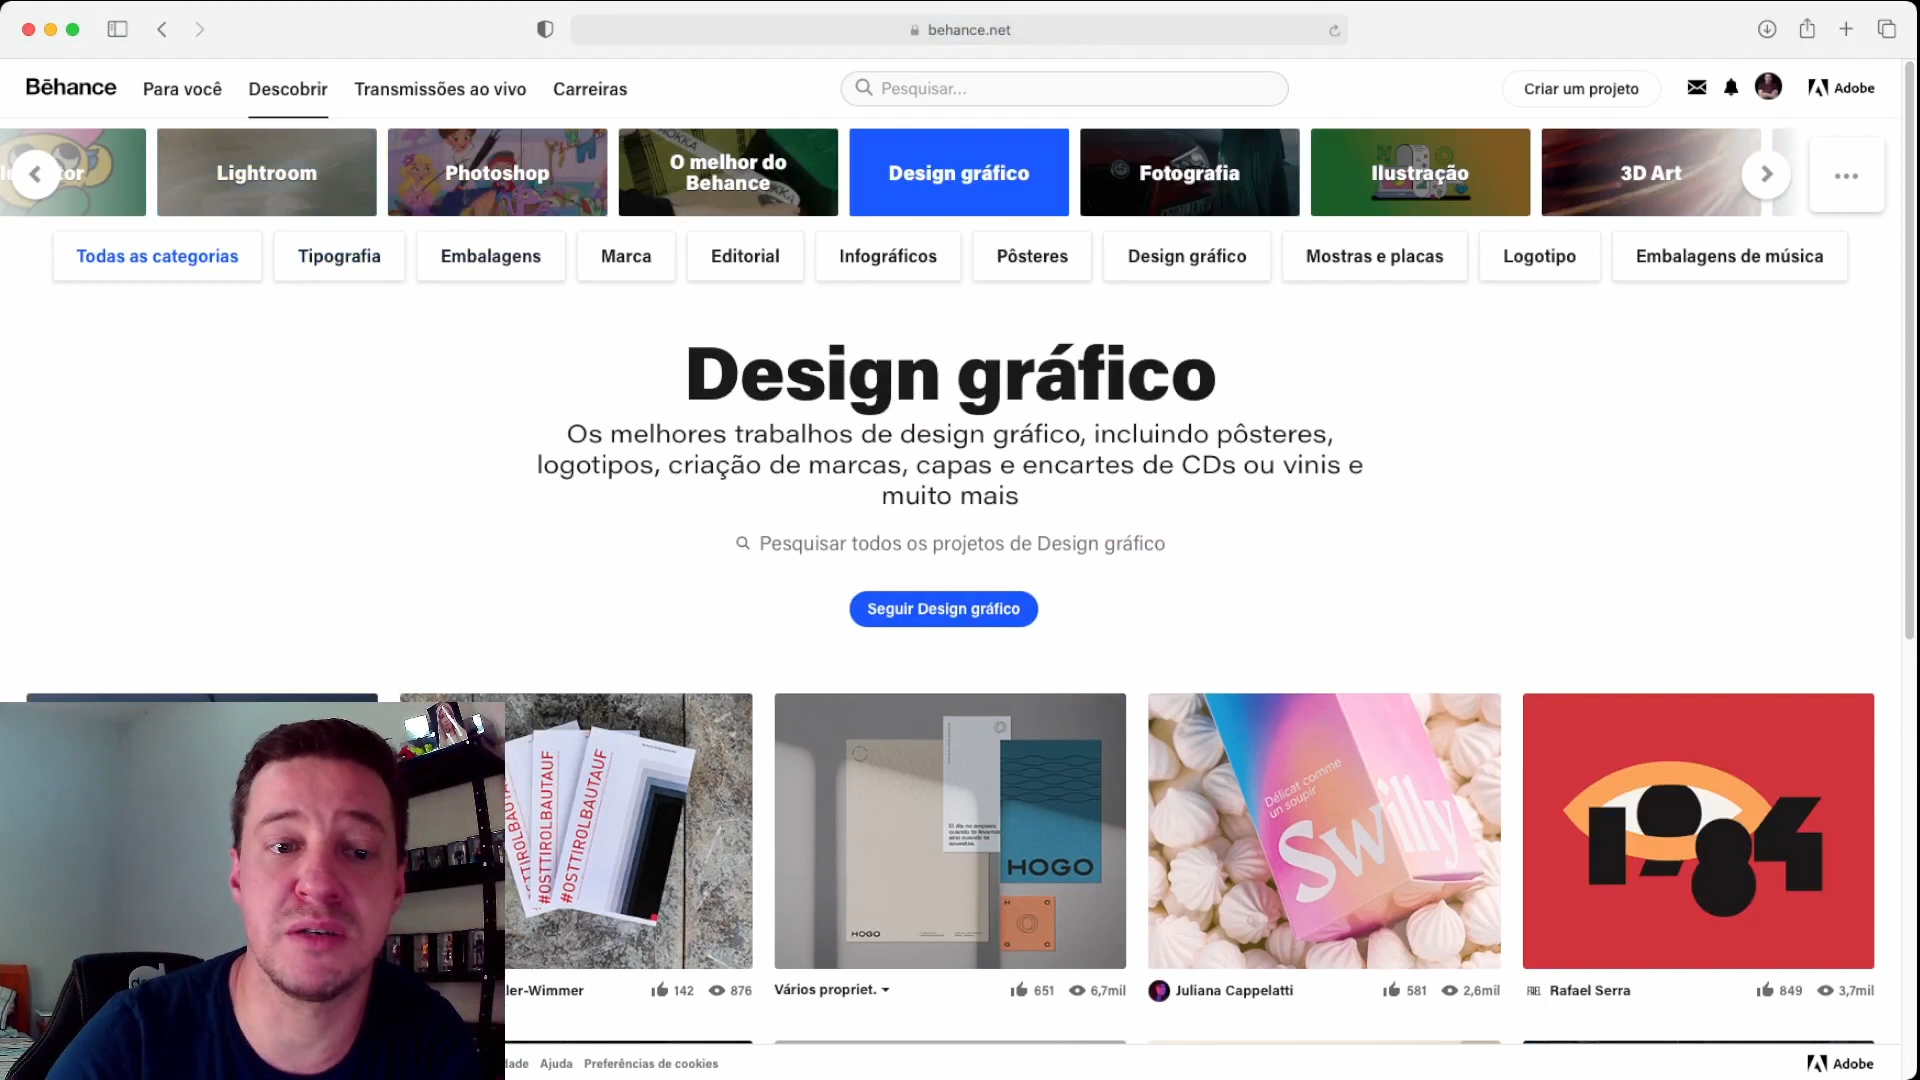 behance.net
Bēhance
Para você
Descobrir
Transmissões ao vivo
Carreiras
Pesquisar...
Criar um projeto
Adobe
Lightroom
Photoshop
O melhor do
Behance
Design gráfico
Fotografia
Ilustração
3D Art
Todas as categorias
Tipografia
Embalagens
Marca
Editorial
Infográficos
Pôsteres
Design gráfico
Mostras e placas
Logotipo
Embalagens de música
Design gráfico
Os melhores trabalhos de design gráfico, incluindo pôsteres,
logotipos, criação de marcas, capas e encartes de CDs ou vinis e
muito mais
Pesquisar todos os projetos de Design gráfico
Seguir Design gráfico
#OSTTIROLBAUTAUF
#OSTTIROLBAUTAUF
HOGO
HOGO
Délicat comme
un soupir
Swilly
1984
ler-Wimmer
142
876
Vários propriet.
651
6,7mil
Juliana Cappelatti
581
2,6mil
Rafael Serra
849
3,7mil
dade
Ajuda
Preferências de cookies
Adobe